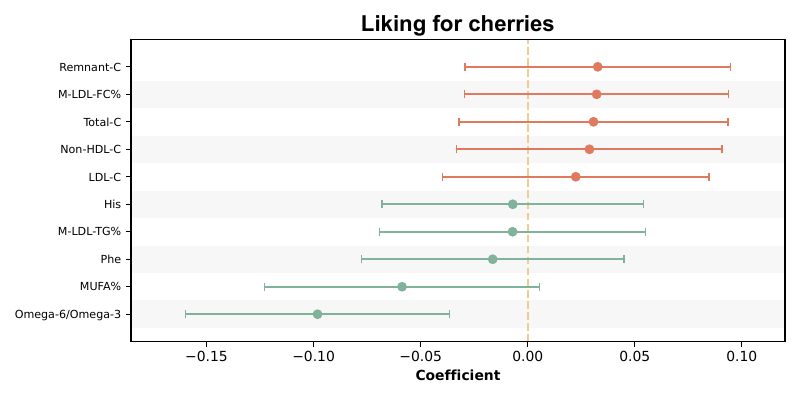 Liking for cherries
Remnant-C
M-LDL-FC%
Total-C
Non-HDL-C
LDL-C
His
M-LDL-TG%
Phe
MUFA%
Omega-6/Omega-3
−0.15 −0.10 −0.05 0.00 0.05 0.10
Coefficient